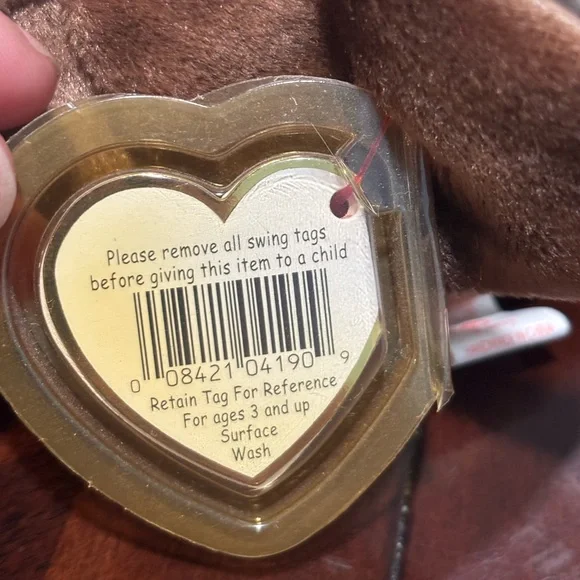 Please remove all swing tags
before giving this item to a child
0 08421 04190 9
Retain Tag For Reference
For ages 3 and up
Surface
Wash